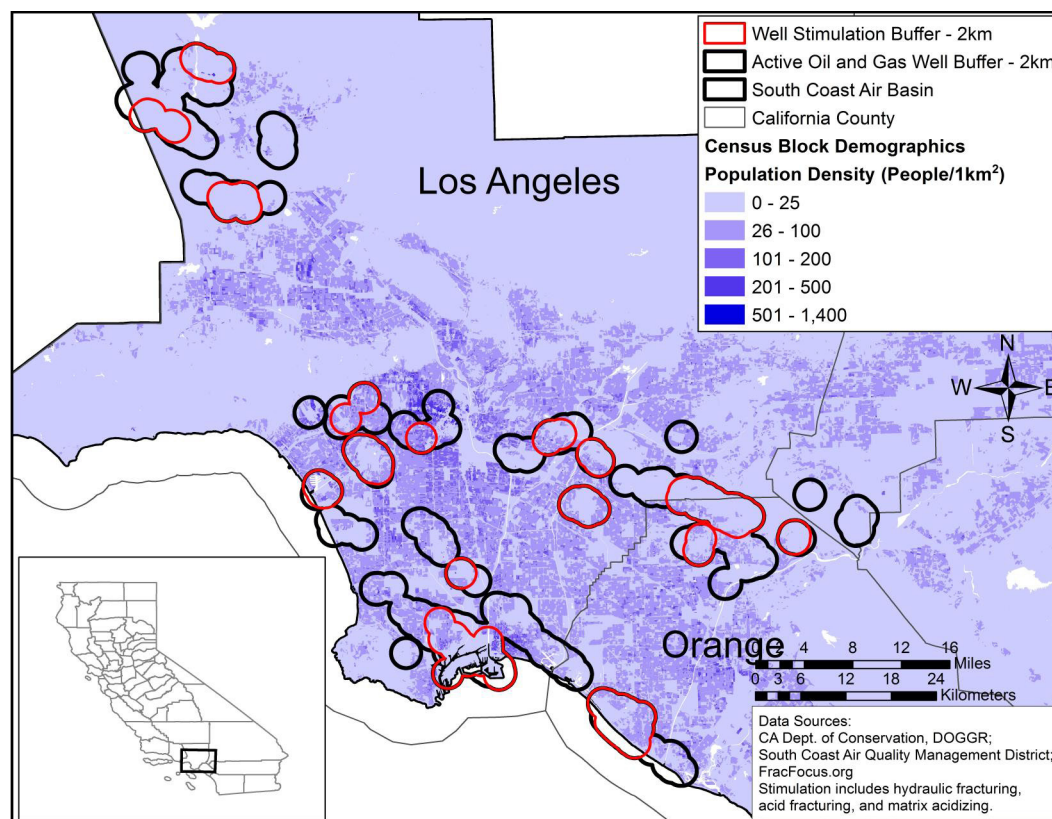 Well Stimulation Buffer - 2km
Active Oil and Gas Well Buffer - 2km
South Coast Air Basin
California County
Census Block Demographics
Population Density (People/1km²)
0 - 25
26 - 100
101 - 200
201 - 500
501 - 1,400
Los Angeles
N
W E
S
Orange
0 2 4 8 12 16
Miles
0 3 6 12 18 24
Kilometers
Data Sources:
CA Dept. of Conservation, DOGGR;
South Coast Air Quality Management District;
FracFocus.org
Stimulation includes hydraulic fracturing,
acid fracturing, and matrix acidizing.